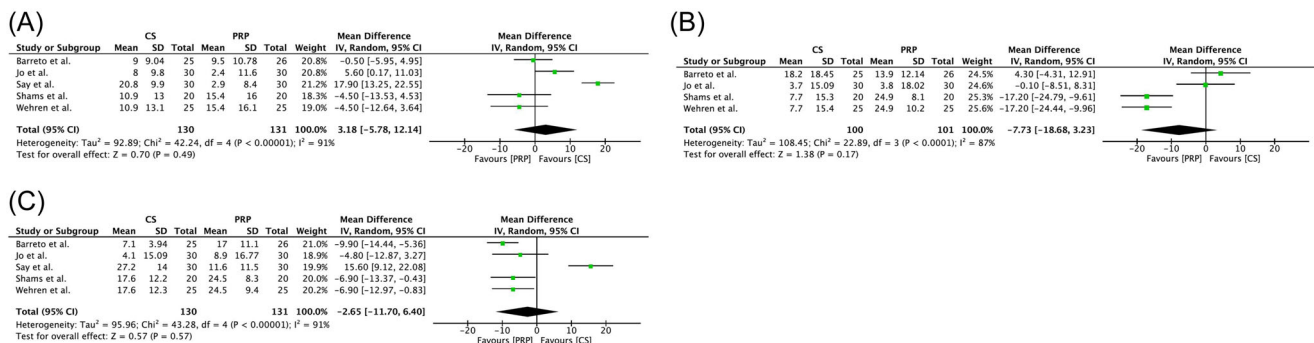 (A)
CS PRP Mean Difference Mean Difference
Study or Subgroup Mean SD Total Mean SD Total Weight IV, Random, 95% CI IV, Random, 95% CI
Barreto et al. 9 9.04 25 9.5 10.78 26 20.8% -0.50 [-5.95, 4.95]
Jo et al. 8 9.8 30 2.4 11.6 30 20.8% 5.60 [0.17, 11.03]
Say et al. 20.8 9.9 30 2.9 8.4 30 21.2% 17.90 [13.25, 22.55]
Shams et al. 10.9 13 20 15.4 16 20 18.3% -4.50 [-13.53, 4.53]
Wehren et al. 10.9 13.1 25 15.4 16.1 25 19.0% -4.50 [-12.64, 3.64]
Total (95% CI) 130 131 100.0% 3.18 [-5.78, 12.14]
Heterogeneity: Tau² = 92.89; Chi² = 42.24, df = 4 (P < 0.00001); I² = 91%
Test for overall effect: Z = 0.70 (P = 0.49)
-20 -10 0 10 20
Favours [PRP] Favours [CS]
(B)
CS PRP Mean Difference Mean Difference
Study or Subgroup Mean SD Total Mean SD Total Weight IV, Random, 95% CI IV, Random, 95% CI
Barreto et al. 18.2 18.45 25 13.9 12.14 26 24.5% 4.30 [-4.31, 12.91]
Jo et al. 3.7 15.09 30 3.8 18.02 30 24.6% -0.10 [-8.51, 8.31]
Shams et al. 7.7 15.3 20 24.9 8.1 20 25.2% -17.20 [-24.79, -9.61]
Wehren et al. 7.7 15.4 25 24.9 10.2 25 25.6% -17.20 [-24.44, -9.96]
Total (95% CI) 100 101 100.0% -7.73 [-18.68, 3.23]
Heterogeneity: Tau² = 108.45; Chi² = 22.89, df = 3 (P < 0.0001); I² = 87%
Test for overall effect: Z = 1.38 (P = 0.17)
-20 -10 0 10 20
Favours [PRP] Favours [CS]
(C)
CS PRP Mean Difference Mean Difference
Study or Subgroup Mean SD Total Mean SD Total Weight IV, Random, 95% CI IV, Random, 95% CI
Barreto et al. 7.1 3.94 25 17 11.1 26 21.0% -9.90 [-14.44, -5.36]
Jo et al. 4.1 15.09 30 8.9 16.77 30 18.9% -4.80 [-12.87, 3.27]
Say et al. 27.2 14 30 11.6 11.5 30 19.9% 15.60 [9.12, 22.08]
Shams et al. 17.6 12.2 20 24.5 8.3 20 20.0% -6.90 [-13.37, -0.43]
Wehren et al. 17.6 12.3 25 24.5 9.4 25 20.2% -6.90 [-12.97, -0.83]
Total (95% CI) 130 131 100.0% -2.65 [-11.70, 6.40]
Heterogeneity: Tau² = 95.96; Chi² = 43.28, df = 4 (P < 0.00001); I² = 91%
Test for overall effect: Z = 0.57 (P = 0.57)
-20 -10 0 10 20
Favours [PRP] Favours [CS]